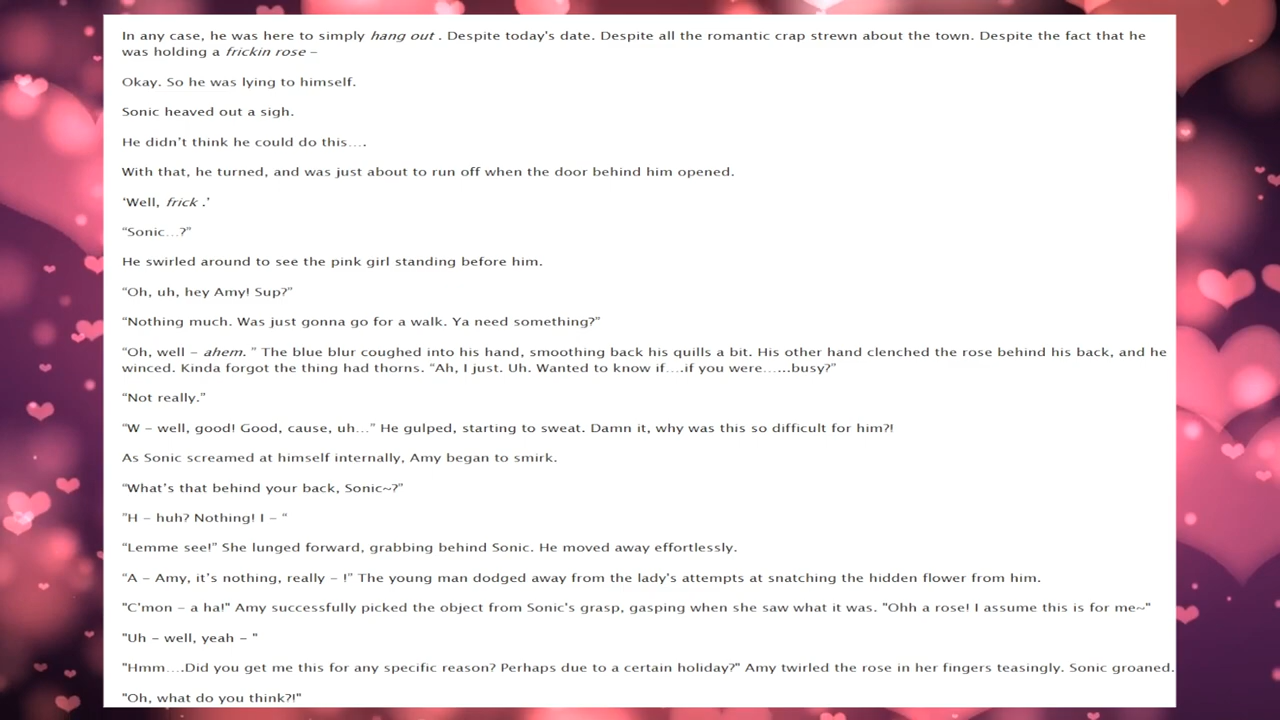 In any case, he was here to simply hang out . Despite today's date. Despite all the romantic crap strewn about the town. Despite the fact that he
was holding a frickin rose –
Okay. So he was lying to himself.
Sonic heaved out a sigh.
He didn't think he could do this….
With that, he turned, and was just about to run off when the door behind him opened.
‘Well, frick .’
“Sonic…?”
He swirled around to see the pink girl standing before him.
“Oh, uh, hey Amy! Sup?”
“Nothing much. Was just gonna go for a walk. Ya need something?”
“Oh, well – ahem. ” The blue blur coughed into his hand, smoothing back his quills a bit. His other hand clenched the rose behind his back, and he
winced. Kinda forgot the thing had thorns. “Ah, I just. Uh. Wanted to know if….if you were…...busy?”
“Not really.”
“W – well, good! Good, cause, uh…” He gulped, starting to sweat. Damn it, why was this so difficult for him?!
As Sonic screamed at himself internally, Amy began to smirk.
“What’s that behind your back, Sonic~?”
“H – huh? Nothing! I – “
“Lemme see!” She lunged forward, grabbing behind Sonic. He moved away effortlessly.
“A – Amy, it’s nothing, really – !” The young man dodged away from the lady's attempts at snatching the hidden flower from him.
"C'mon – a ha!" Amy successfully picked the object from Sonic's grasp, gasping when she saw what it was. "Ohh a rose! I assume this is for me~"
"Uh – well, yeah – "
"Hmm….Did you get me this for any specific reason? Perhaps due to a certain holiday?" Amy twirled the rose in her fingers teasingly. Sonic groaned.
"Oh, what do you think?!"